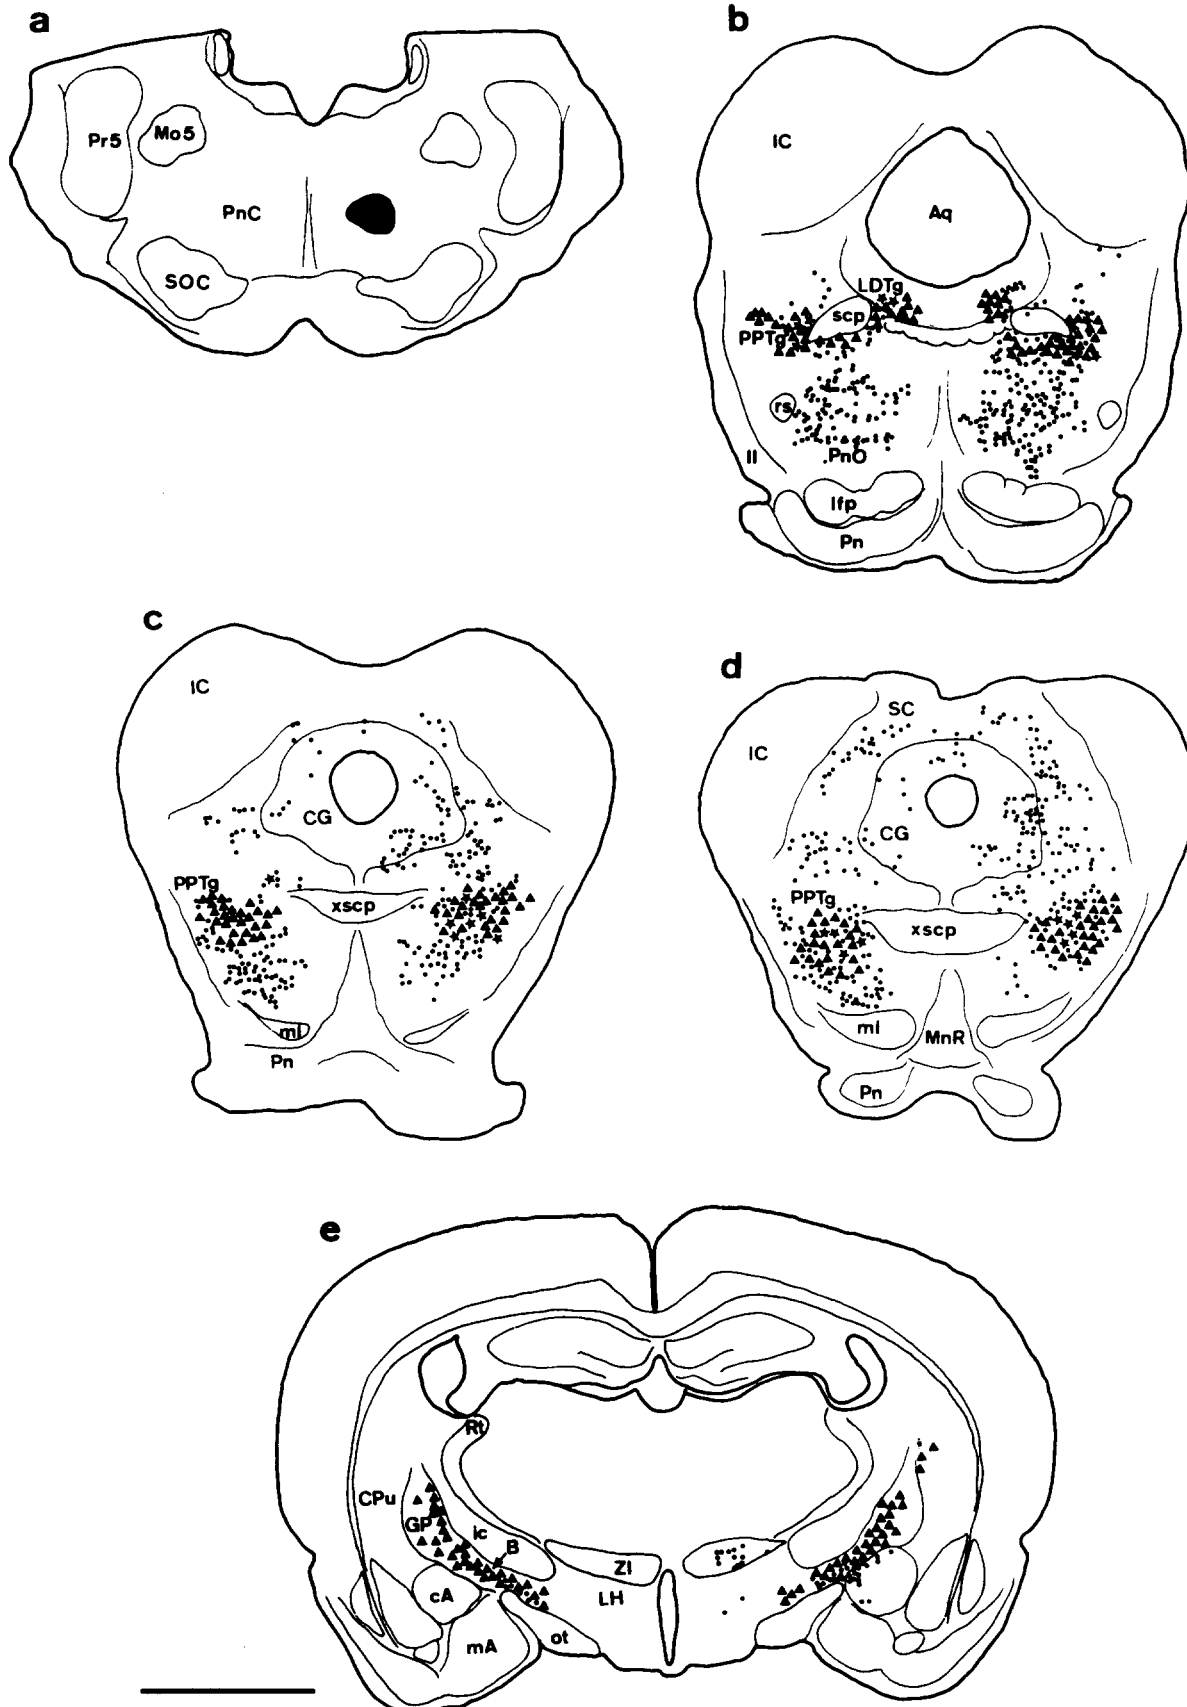 a
Pr5
Mo5
PnC
SOC
b
IC
Aq
LDTg
scp
PPTg
rs
ll
PnO
lfp
Pn
c
IC
CG
PPTg
xscp
ml
Pn
d
SC
IC
CG
PPTg
xscp
ml
MnR
Pn
e
Rt
CPu
GP
ic
B
ZI
cA
LH
mA
ot